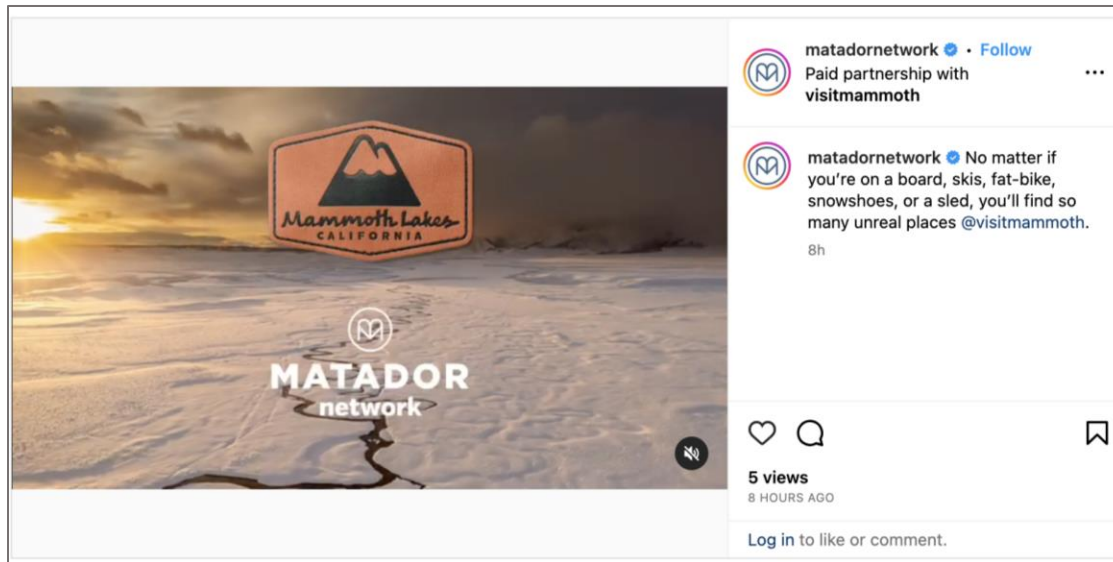 Mammoth Lakes
CALIFORNIA
MATADOR
network
matadornetwork • Follow
Paid partnership with
visitmammoth
matadornetwork No matter if
you're on a board, skis, fat-bike,
snowshoes, or a sled, you'll find so
many unreal places @visitmammoth.
8h
5 views
8 HOURS AGO
Log in to like or comment.